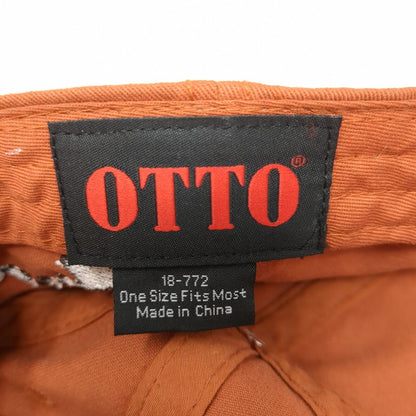 OTTO®
18-772
One Size Fits Most
Made in China